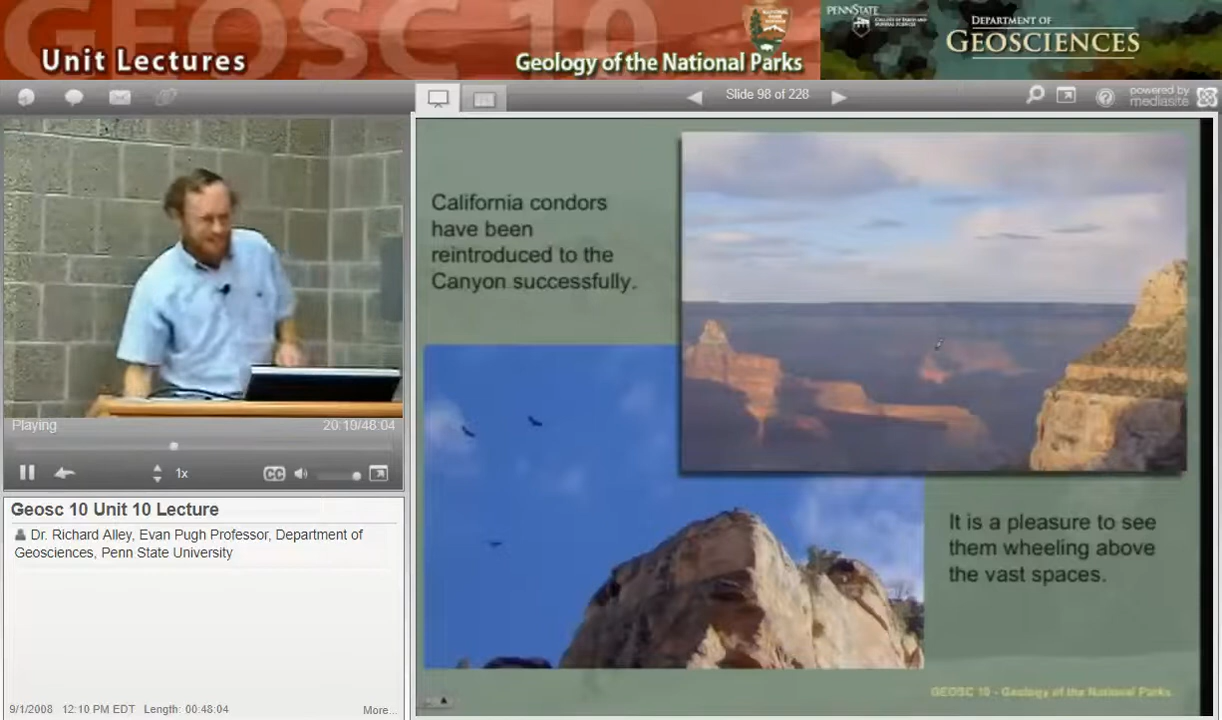 GEOSC 10
Unit Lectures
Geology of the National Parks
PENNSTATE
DEPARTMENT OF
GEOSCIENCES
Slide 98 of 228
powered by
mediasite
California condors
have been
reintroduced to the
Canyon successfully.
It is a pleasure to see
them wheeling above
the vast spaces.
GEOSC 10 - Geology of the National Parks
Playing
20:19/48:04
1x
CC
Geosc 10 Unit 10 Lecture
Dr. Richard Alley, Evan Pugh Professor, Department of
Geosciences, Penn State University
9/1/2008 12:10 PM EDT Length: 00:48:04
More...